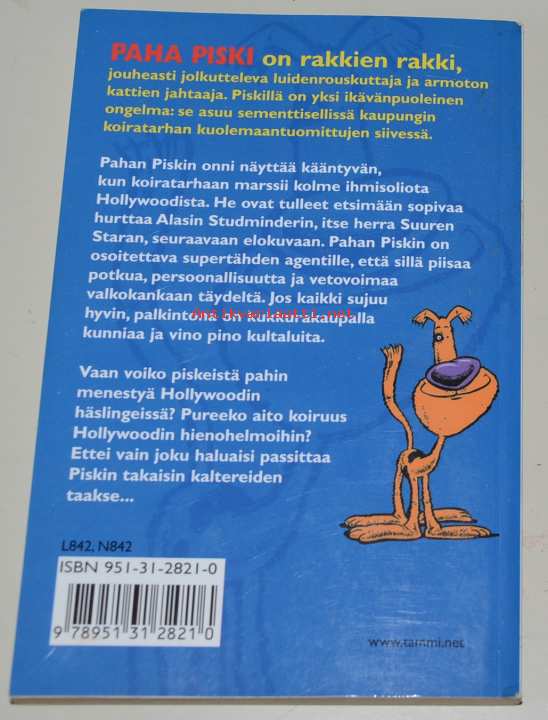 PAHA PISKI on rakkien rakki,
jouheasti jolkutteleva luidenrouskuttaja ja armoton
kattien jahtaaja. Piskillä on yksi ikävänpuoleinen
ongelma: se asuu sementtisellissä kaupungin
koiratarhan kuolemaantuomittujen siivessä.
Pahan Piskin onni näyttää kääntyvän,
kun koiratarhaan marssii kolme ihmisoliota
Hollywoodista. He ovat tulleet etsimään sopivaa
hurttaa Alasin Studminderin, itse herra Suuren
Staran, seuraavaan elokuvaan. Pahan Piskin on
osoitettava supertähden agentille, että sillä piisaa
potkua, persoonallisuutta ja vetovoimaa
valkokankaan täydeltä. Jos kaikki sujuu
hyvin, palkintona on kukkurakaupalla
Antikvariaatti.net
kunniaa ja vino pino kultaluita.
Vaan voiko piskeistä pahin
menestyä Hollywoodin
häslingeissä? Pureeko aito koiruus
Hollywoodin hienohelmoihin?
Ettei vain joku haluaisi passittaa
Piskin takaisin kaltereiden
taakse...
L842, N842
ISBN 951-31-2821-0
9 789513 128210
www.tammi.net